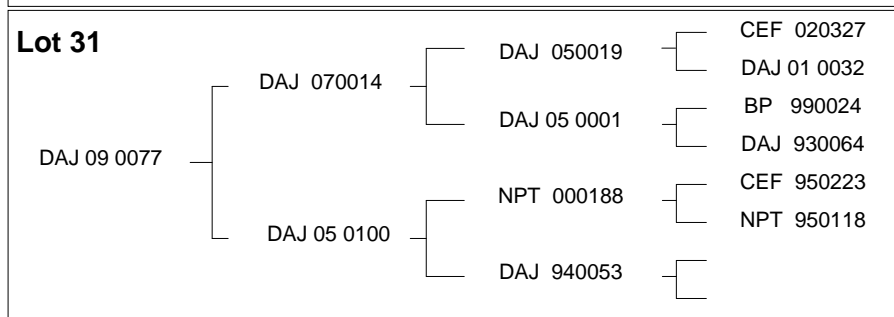 Lot 31
DAJ 09 0077
DAJ 070014
DAJ 05 0100
DAJ 050019
DAJ 05 0001
NPT 000188
DAJ 940053
CEF 020327
DAJ 01 0032
BP 990024
DAJ 930064
CEF 950223
NPT 950118